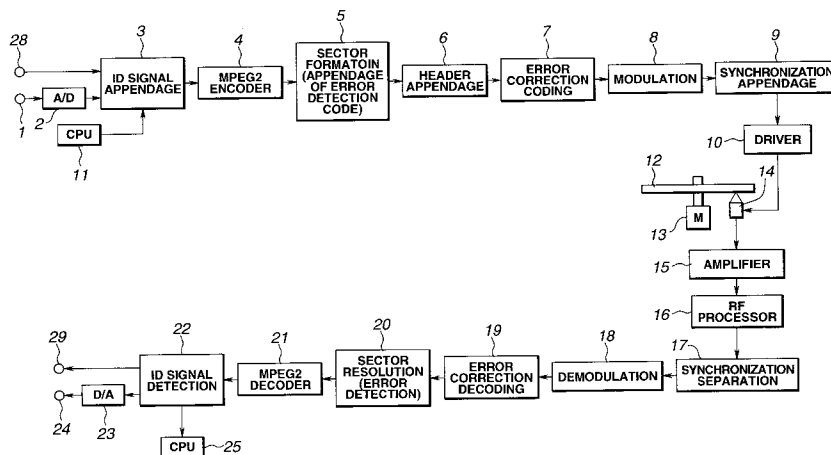 28
3
4
5
6
7
8
9
ID SIGNAL
APPENDAGE
MPEG2
ENCODER
SECTOR
FORMATOIN
(APPENDAGE
OF ERROR
DETECTION
CODE)
HEADER
APPENDAGE
ERROR
CORRECTION
CODING
MODULATION
SYNCHRONIZATION
APPENDAGE
A/D
1
2
CPU
11
10
DRIVER
12
14
M
13
15
AMPLIFIER
16
RF
PROCESSOR
17
SYNCHRONIZATION
SEPARATION
18
DEMODULATION
19
ERROR
CORRECTION
DECODING
20
SECTOR
RESOLUTION
(ERROR
DETECTION)
21
MPEG2
DECODER
22
ID SIGNAL
DETECTION
29
D/A
24
23
CPU
25